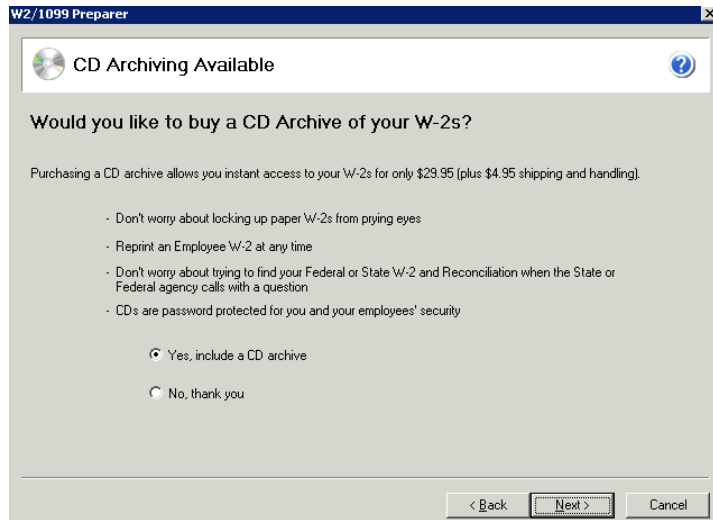 W2/1099 Preparer
CD Archiving Available
Would you like to buy a CD Archive of your W-2s?
Purchasing a CD archive allows you instant access to your W-2s for only $29.95 (plus $4.95 shipping and handling).
· Don't worry about locking up paper W-2s from prying eyes
· Reprint an Employee W-2 at any time
· Don't worry about trying to find your Federal or State W-2 and Reconciliation when the State or
Federal agency calls with a question
· CDs are password protected for you and your employees' security
Yes, include a CD archive
No, thank you
< Back Next > Cancel